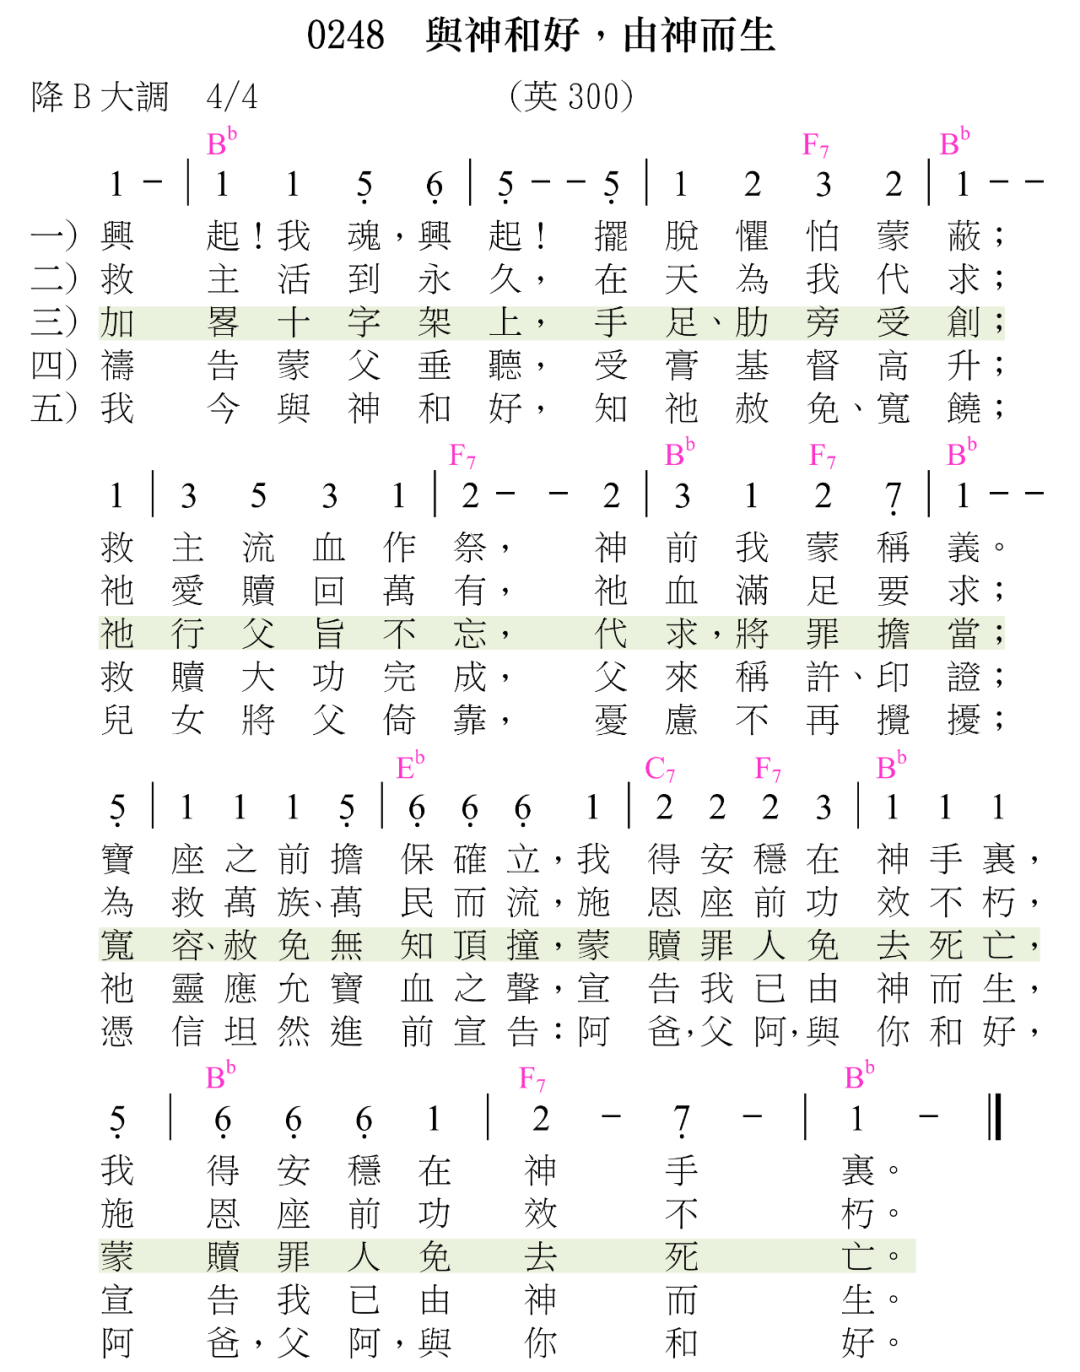 0248　與神和好，由神而生
降 B 大調　4/4　（英 300）
B♭ F7 B♭
1 – | 1 1 5̣ 6̣ | 5̣ – – 5̣ | 1 2 3 2 | 1 – –
一）興起！我魂，興起！擺脫懼怕蒙蔽；
二）救主活到永久，在天為我代求；
三）加畧十字架上，手足、肋旁受創；
四）禱告蒙父垂聽，受膏基督高升；
五）我今與神和好，知祂赦免、寬饒；
F7 B♭ F7 B♭
1 | 3 5 3 1 | 2 – – 2 | 3 1 2 7̣ | 1 – –
救主流血作祭，神前我蒙稱義。
祂愛贖回萬有，祂血滿足要求；
祂行父旨不忘，代求，將罪擔當；
救贖大功完成，父來稱許、印證；
兒女將父倚靠，憂慮不再攪擾；
E♭ C7 F7 B♭
5̣ | 1 1 1 5̣ | 6̣ 6̣ 6̣ 1 | 2 2 2 3 | 1 1 1
寶座之前擔保確立，我得安穩在神手裏，
為救萬族、萬民而流，施恩座前功效不朽，
寬容、赦免無知頂撞，蒙贖罪人免去死亡，
祂靈應允寶血之聲，宣告我已由神而生，
憑信坦然進前宣告：阿爸，父阿，與你和好，
B♭ F7 B♭
5̣ | 6̣ 6̣ 6̣ 1 | 2 – 7̣ – | 1 – ‖
我得安穩在神手裏。
施恩座前功效不朽。
蒙贖罪人免去死亡。
宣告我已由神而生。
阿爸，父阿，與你和好。